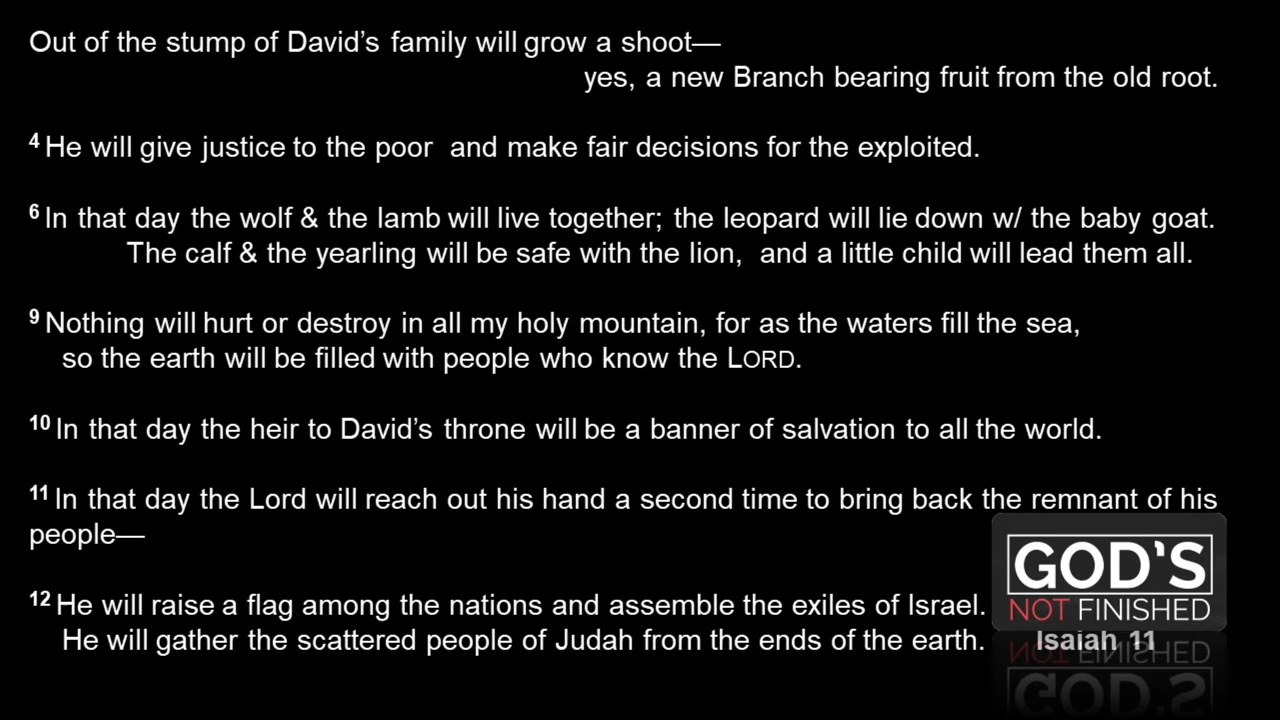 Out of the stump of David’s family will grow a shoot—
yes, a new Branch bearing fruit from the old root.
4 He will give justice to the poor and make fair decisions for the exploited.
6 In that day the wolf & the lamb will live together; the leopard will lie down w/ the baby goat.
The calf & the yearling will be safe with the lion, and a little child will lead them all.
9 Nothing will hurt or destroy in all my holy mountain, for as the waters fill the sea,
so the earth will be filled with people who know the LORD.
10 In that day the heir to David’s throne will be a banner of salvation to all the world.
11 In that day the Lord will reach out his hand a second time to bring back the remnant of his
people—
12 He will raise a flag among the nations and assemble the exiles of Israel.
He will gather the scattered people of Judah from the ends of the earth.
GOD'S
NOT FINISHED
Isaiah 11